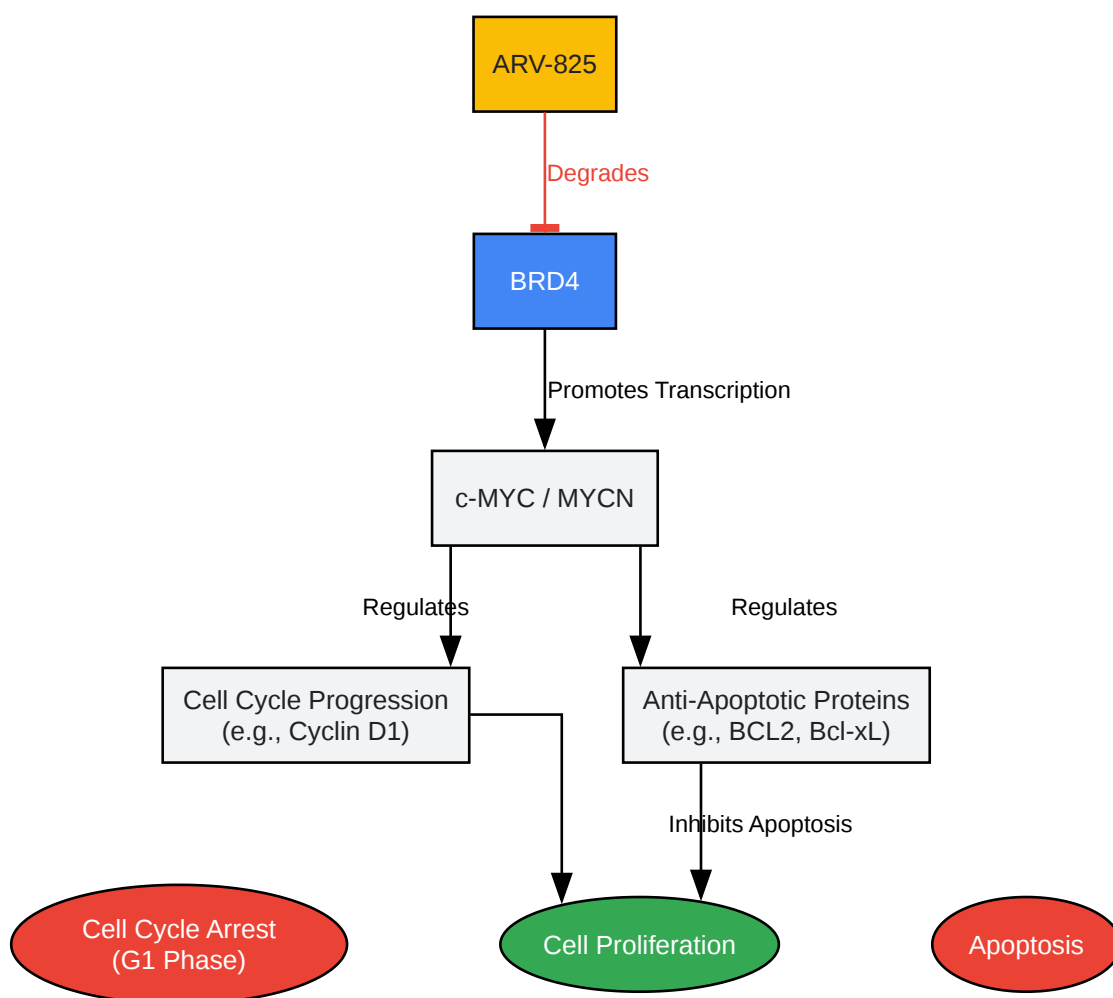 ARV-825
Degrades
BRD4
Promotes Transcription
c-MYC / MYCN
Regulates
Regulates
Cell Cycle Progression
(e.g., Cyclin D1)
Anti-Apoptotic Proteins
(e.g., BCL2, Bcl-xL)
Inhibits Apoptosis
Cell Cycle Arrest
(G1 Phase)
Cell Proliferation
Apoptosis